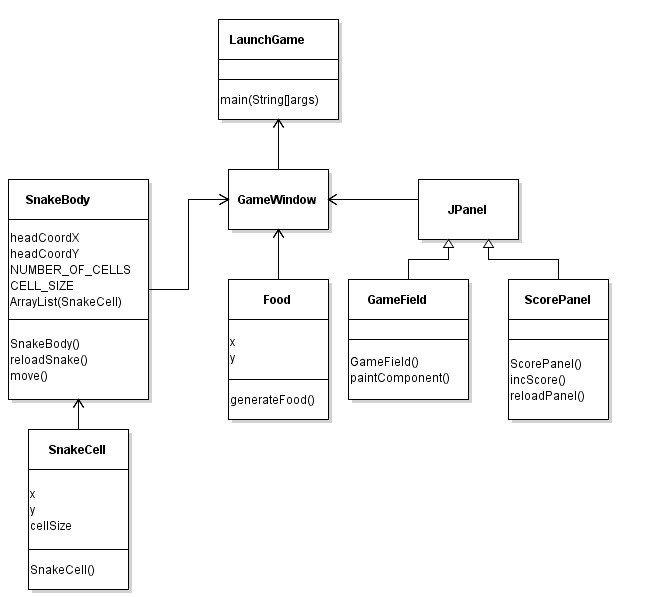 LaunchGame
main(String[]args)
SnakeBody
headCoordX
headCoordY
NUMBER_OF_CELLS
CELL_SIZE
ArrayList(SnakeCell)
SnakeBody()
reloadSnake()
move()
GameWindow
JPanel
Food
x
y
generateFood()
GameField
GameField()
paintComponent()
ScorePanel
ScorePanel()
incScore()
reloadPanel()
SnakeCell
x
y
cellSize
SnakeCell()